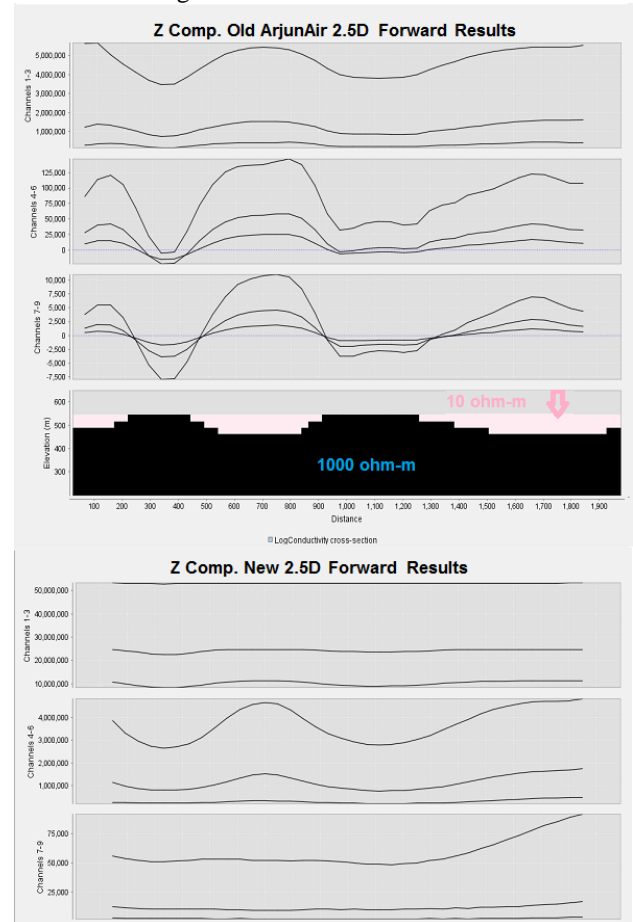 Z Comp. Old ArjunAir 2.5D Forward Results
Channels 1-3
5,000,000
4,000,000
3,000,000
2,000,000
1,000,000
Channels 4-6
125,000
100,000
75,000
50,000
25,000
0
Channels 7-9
10,000
7,500
5,000
2,500
0
-2,500
-5,000
-7,500
Elevation (m)
600
500
400
300
10 ohm-m
1000 ohm-m
100 200 300 400 500 600 700 800 900 1,000 1,100 1,200 1,300 1,400 1,500 1,600 1,700 1,800 1,900
Distance
LogConductivity cross-section
Z Comp. New 2.5D Forward Results
Channels 1-3
50,000,000
40,000,000
30,000,000
20,000,000
10,000,000
Channels 4-6
4,000,000
3,000,000
2,000,000
1,000,000
Channels 7-9
75,000
50,000
25,000